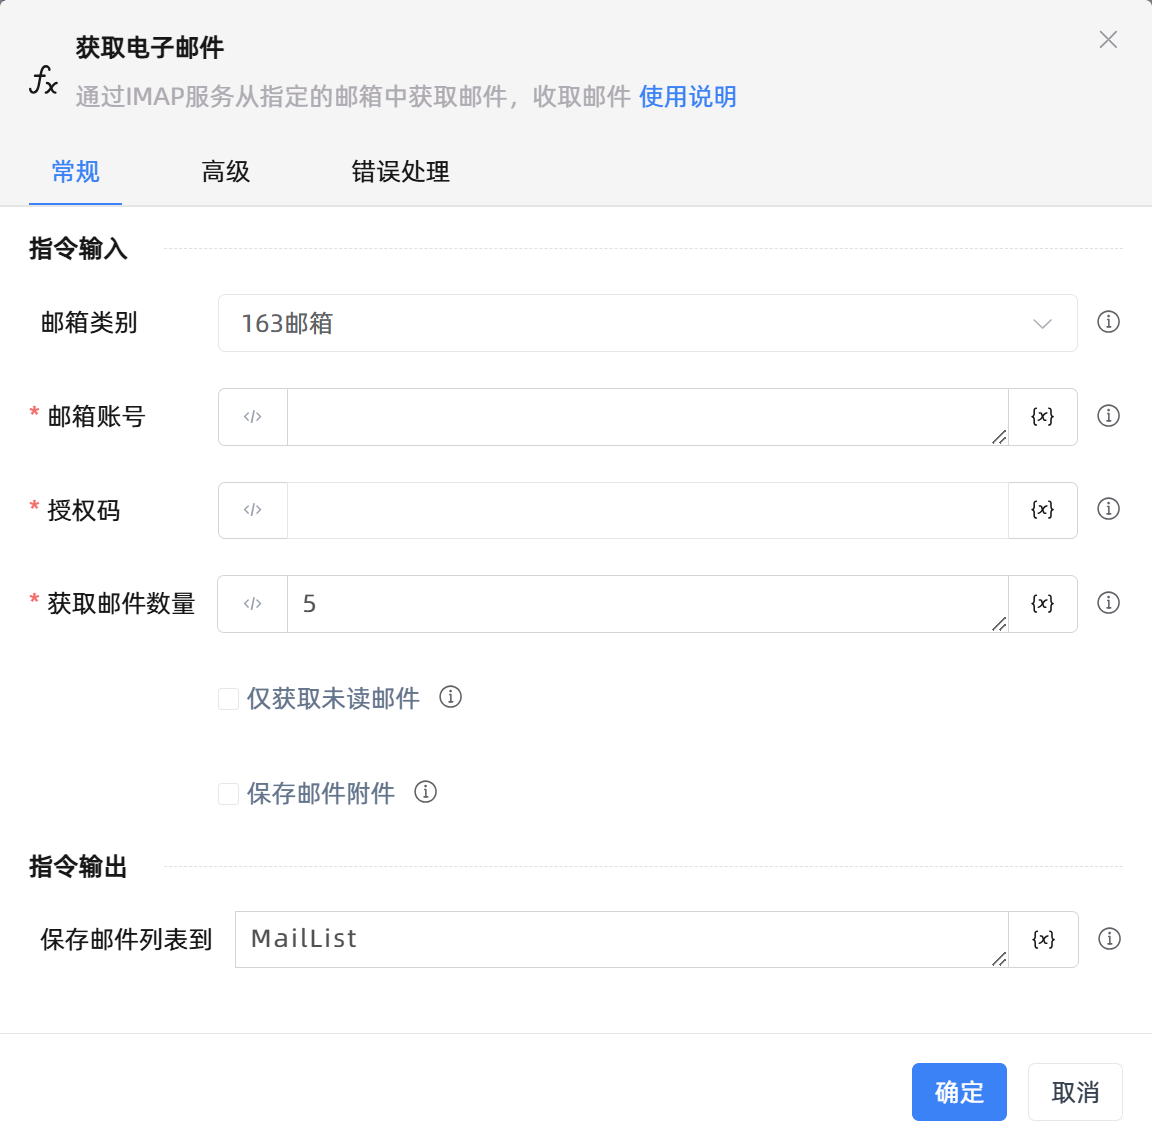 获取电子邮件
fx
通过IMAP服务从指定的邮箱中获取邮件，收取邮件 使用说明
常规 高级 错误处理
指令输入
邮箱类别 163邮箱
* 邮箱账号 </> {x}
* 授权码 </> {x}
* 获取邮件数量 </> 5 {x}
仅获取未读邮件
保存邮件附件
指令输出
保存邮件列表到 MailList {x}
确定 取消